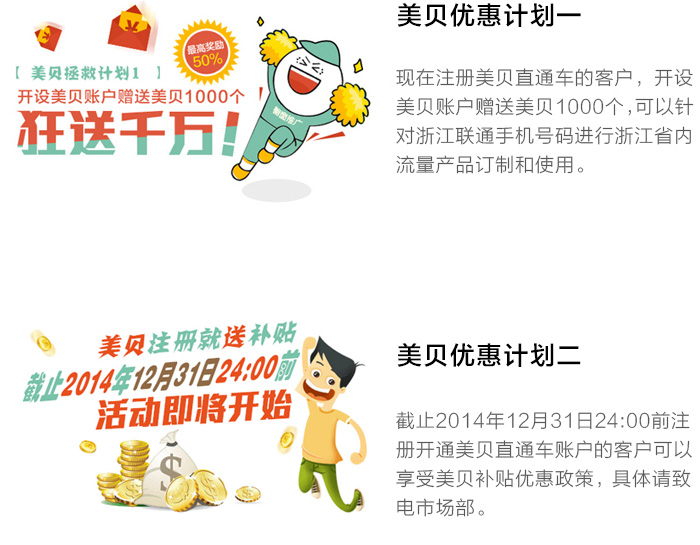 美贝优惠计划一
最高奖励
50%
【美贝拯救计划1】
开设美贝账户赠送美贝1000个
狂送千万!
现在注册美贝直通车的客户，开设
美贝账户赠送美贝1000个,可以针
对浙江联通手机号码进行浙江省内
流量产品订制和使用。
美贝优惠计划二
美贝注册就送补贴
截止2014年12月31日24:00前
活动即将开始
$
截止2014年12月31日24:00前注
册开通美贝直通车账户的客户可以
享受美贝补贴优惠政策，具体请致
电市场部。